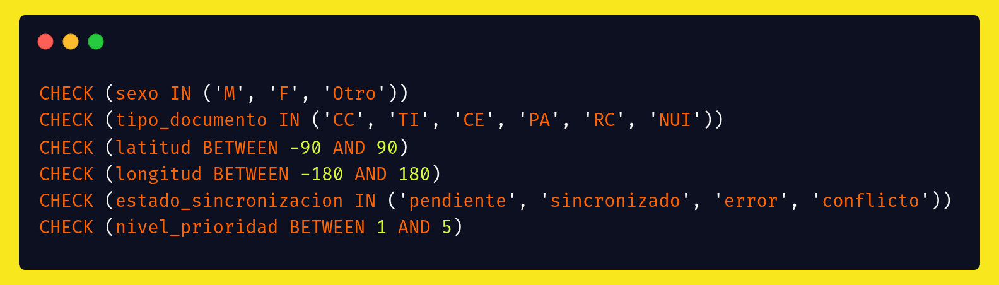 CHECK (sexo IN ('M', 'F', 'Otro'))
CHECK (tipo_documento IN ('CC', 'TI', 'CE', 'PA', 'RC', 'NUI'))
CHECK (latitud BETWEEN -90 AND 90)
CHECK (longitud BETWEEN -180 AND 180)
CHECK (estado_sincronizacion IN ('pendiente', 'sincronizado', 'error', 'conflicto'))
CHECK (nivel_prioridad BETWEEN 1 AND 5)